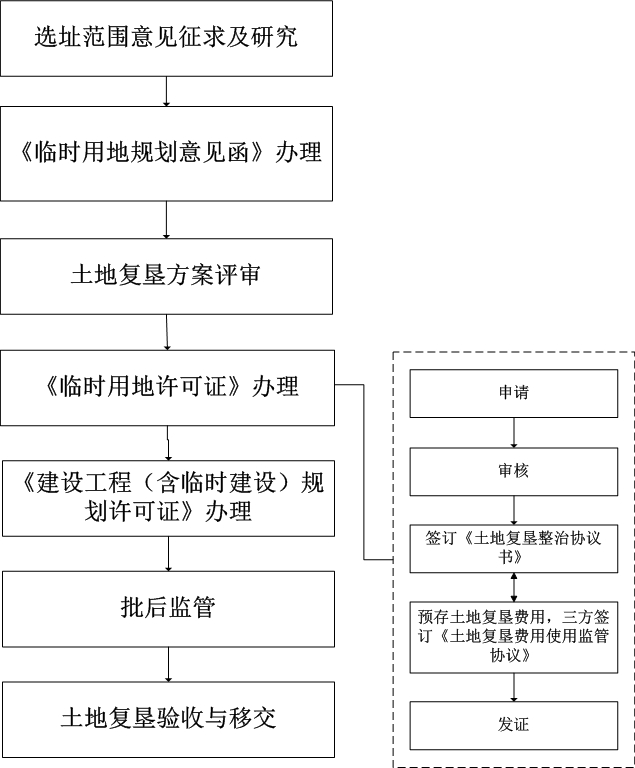 选址范围意见征求及研究
《临时用地规划意见函》办理
土地复垦方案评审
《临时用地许可证》办理
《建设工程（含临时建设）规
划许可证》办理
批后监管
土地复垦验收与移交
申请
审核
签订《土地复垦整治协议
书》
预存土地复垦费用，三方签
订《土地复垦费用使用监管
协议》
发证